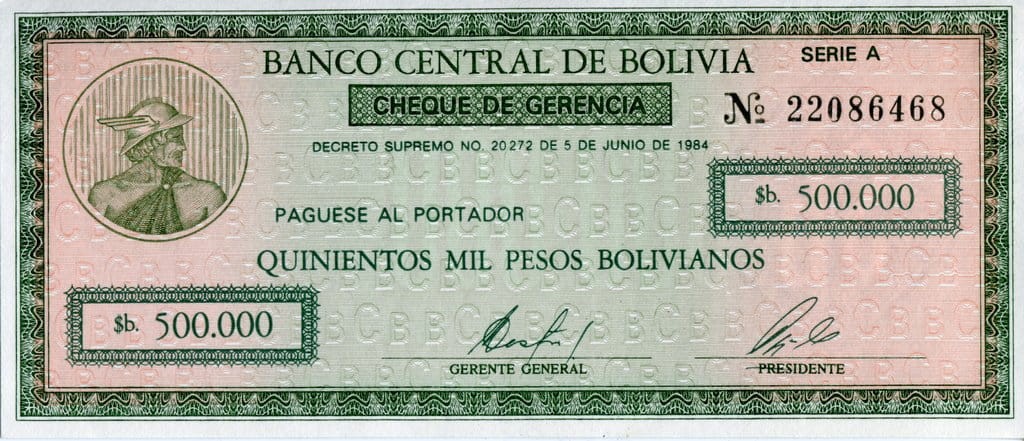 BANCO CENTRAL DE BOLIVIA
SERIE A
CHEQUE DE GERENCIA
No 22086468
DECRETO SUPREMO NO. 20272 DE 5 DE JUNIO DE 1984
$b. 500.000
PAGUESE AL PORTADOR
QUINIENTOS MIL PESOS BOLIVIANOS
$b. 500.000
GERENTE GENERAL
PRESIDENTE